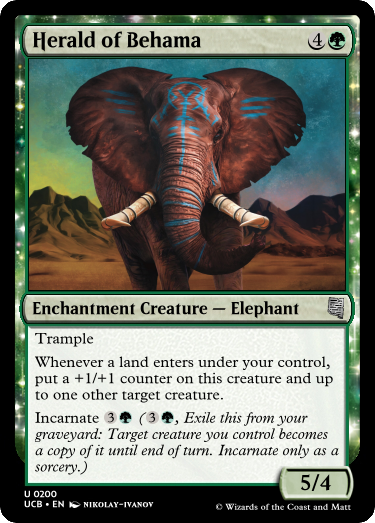 Herald of Behama 4
Enchantment Creature — Elephant
Trample
Whenever a land enters under your control,
put a +1/+1 counter on this creature and up
to one other target creature.
Incarnate 3 (3, Exile this from your
graveyard: Target creature you control becomes
a copy of it until end of turn. Incarnate only as a
sorcery.)
5/4
U 0200
UCB • EN NIKOLAY-IVANOV
© Wizards of the Coast and Matt